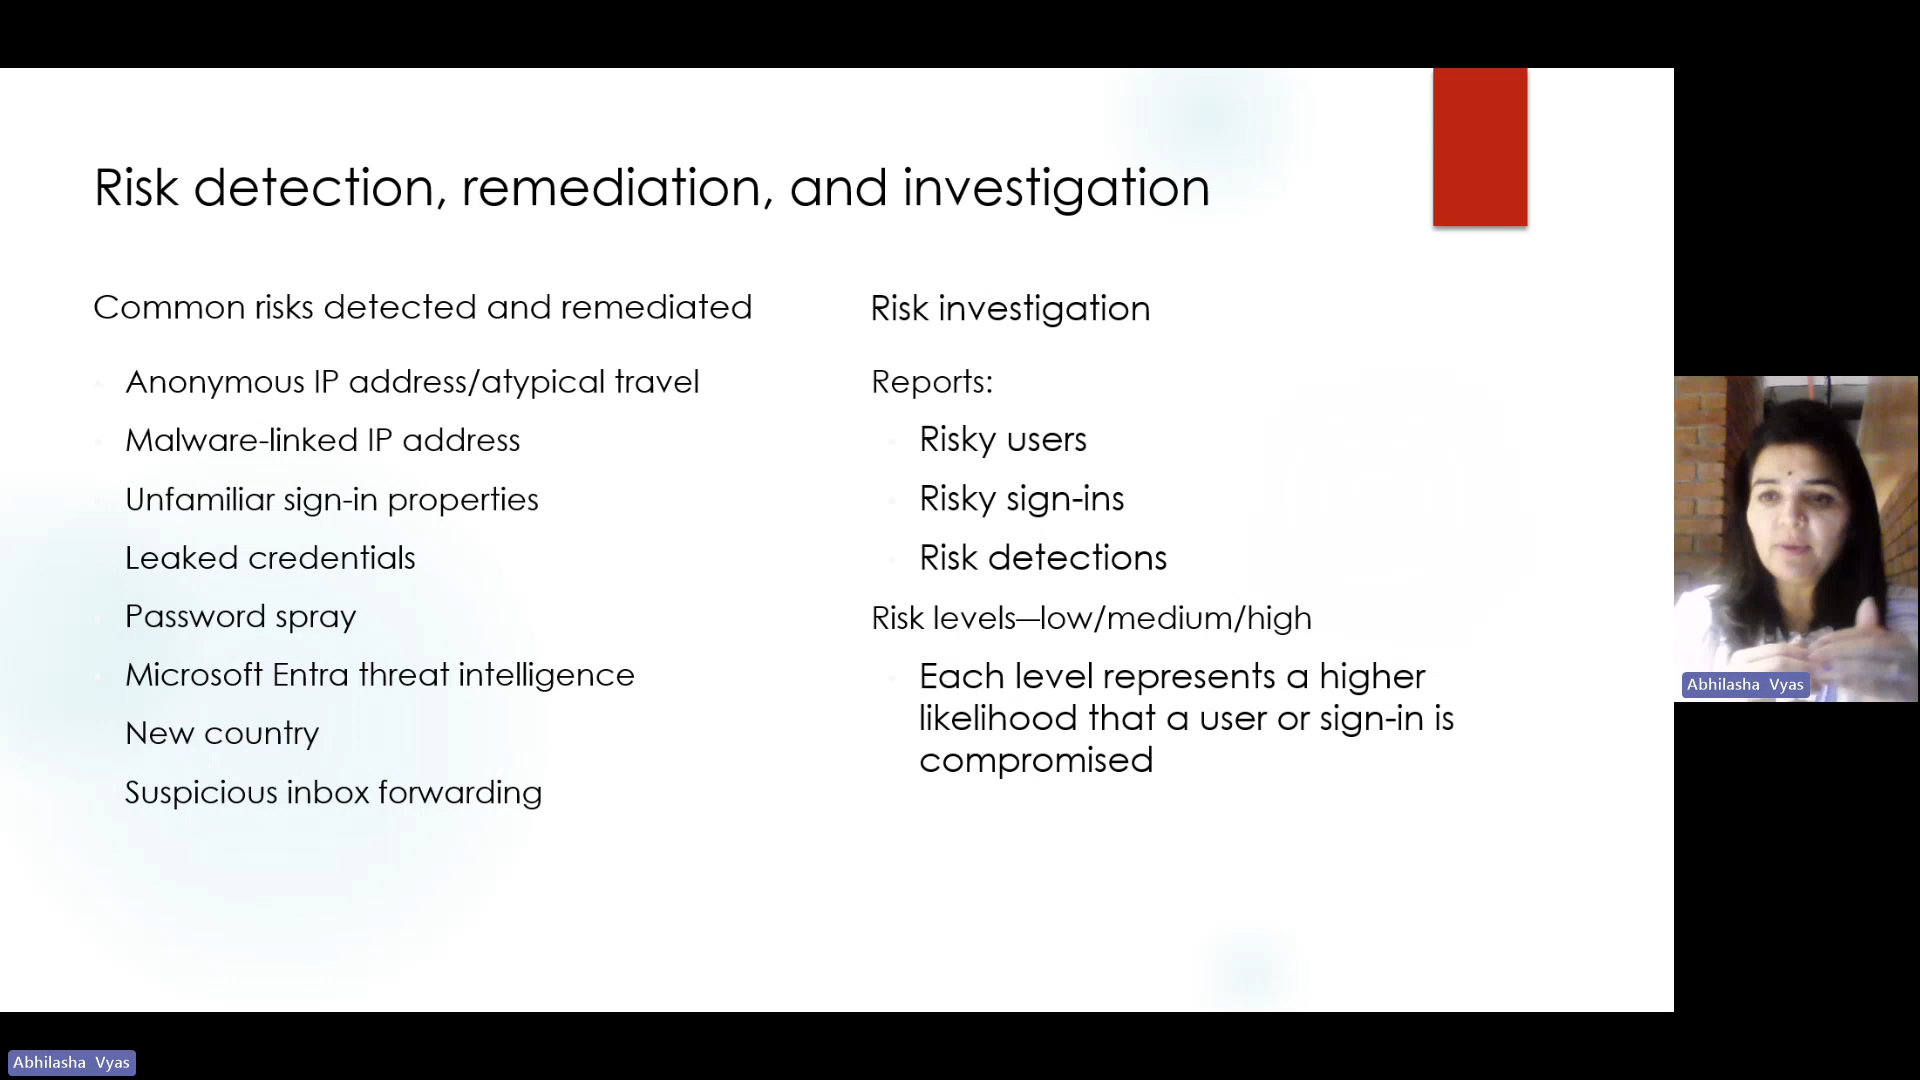 Risk detection, remediation, and investigation
Common risks detected and remediated
Anonymous IP address/atypical travel
Malware-linked IP address
Unfamiliar sign-in properties
Leaked credentials
Password spray
Microsoft Entra threat intelligence
New country
Suspicious inbox forwarding
Risk investigation
Reports:
Risky users
Risky sign-ins
Risk detections
Risk levels—low/medium/high
Each level represents a higher
likelihood that a user or sign-in is
compromised
Abhilasha Vyas
Abhilasha Vyas